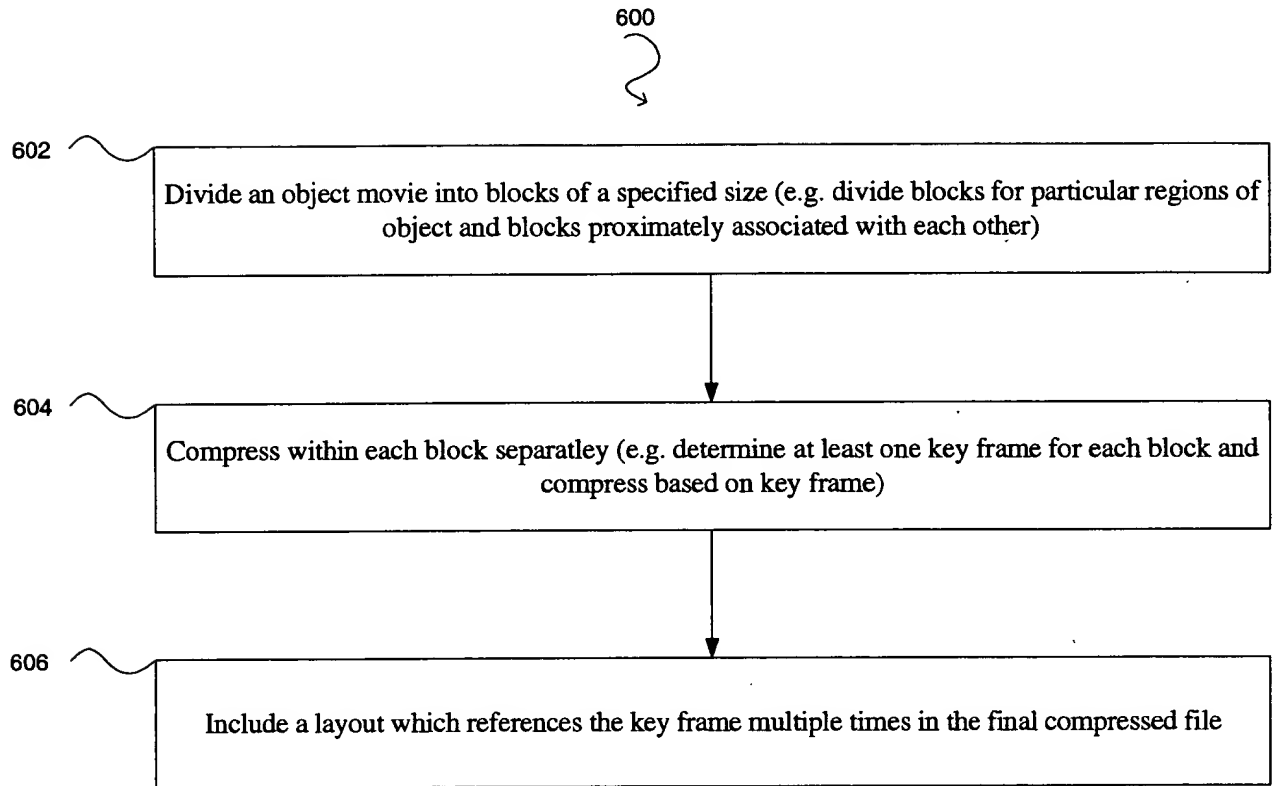 600
602
Divide an object movie into blocks of a specified size (e.g. divide blocks for particular regions of
object and blocks proximately associated with each other)
604
Compress within each block separatley (e.g. determine at least one key frame for each block and
compress based on key frame)
606
Include a layout which references the key frame multiple times in the final compressed file